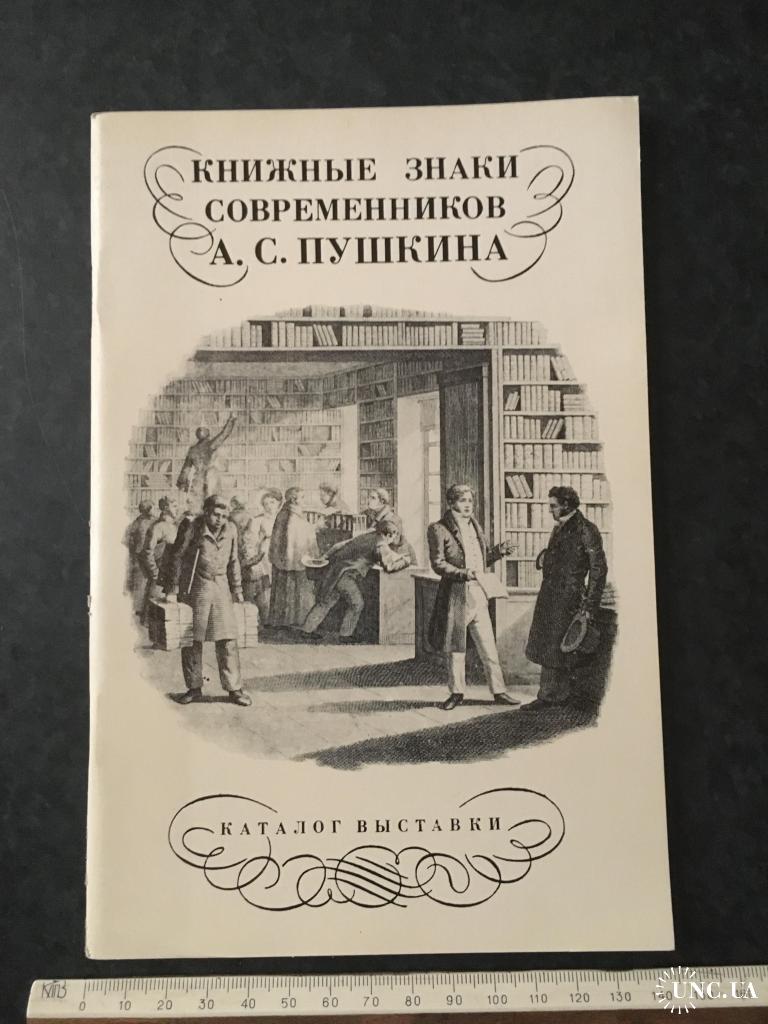 КНИЖНЫЕ ЗНАКИ
СОВРЕМЕННИКОВ
А. С. ПУШКИНА
КАТАЛОГ ВЫСТАВКИ
0 10 20 30 40 50 60 70 80 90 100 110 120 130
UNC.UA